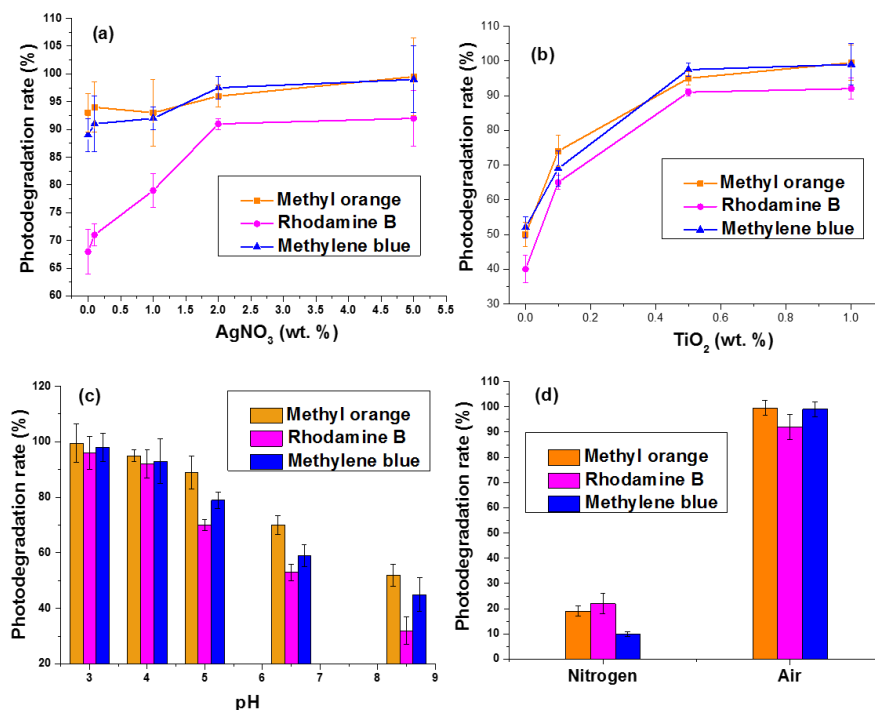 (a)
Photodegradation rate (%)
105
100
95
90
85
80
75
70
65
60
Methyl orange
Rhodamine B
Methylene blue
0.0 0.5 1.0 1.5 2.0 2.5 3.0 3.5 4.0 4.5 5.0 5.5
AgNO3 (wt. %)
(b)
Photodegradation rate (%)
110
100
90
80
70
60
50
40
30
Methyl orange
Rhodamine B
Methylene blue
0.0 0.2 0.4 0.6 0.8 1.0
TiO2 (wt. %)
(c)
Photodegradation rate (%)
120
100
80
60
40
20
Methyl orange
Rhodamine B
Methylene blue
3 4 5 6 7 8 9
pH
(d)
Photodegradation rate (%)
110
100
90
80
70
60
50
40
30
20
10
0
Methyl orange
Rhodamine B
Methylene blue
Nitrogen Air